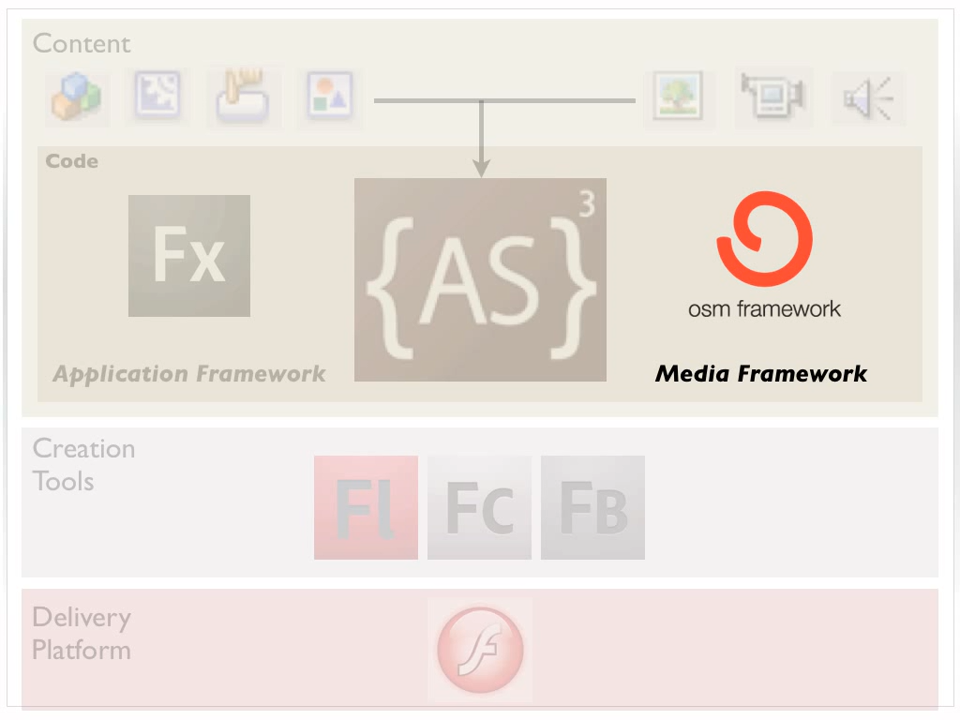 Content
Code
Fx
{AS}
3
osm framework
Application Framework
Media Framework
Creation
Tools
Fl
Fc
FB
Delivery
Platform